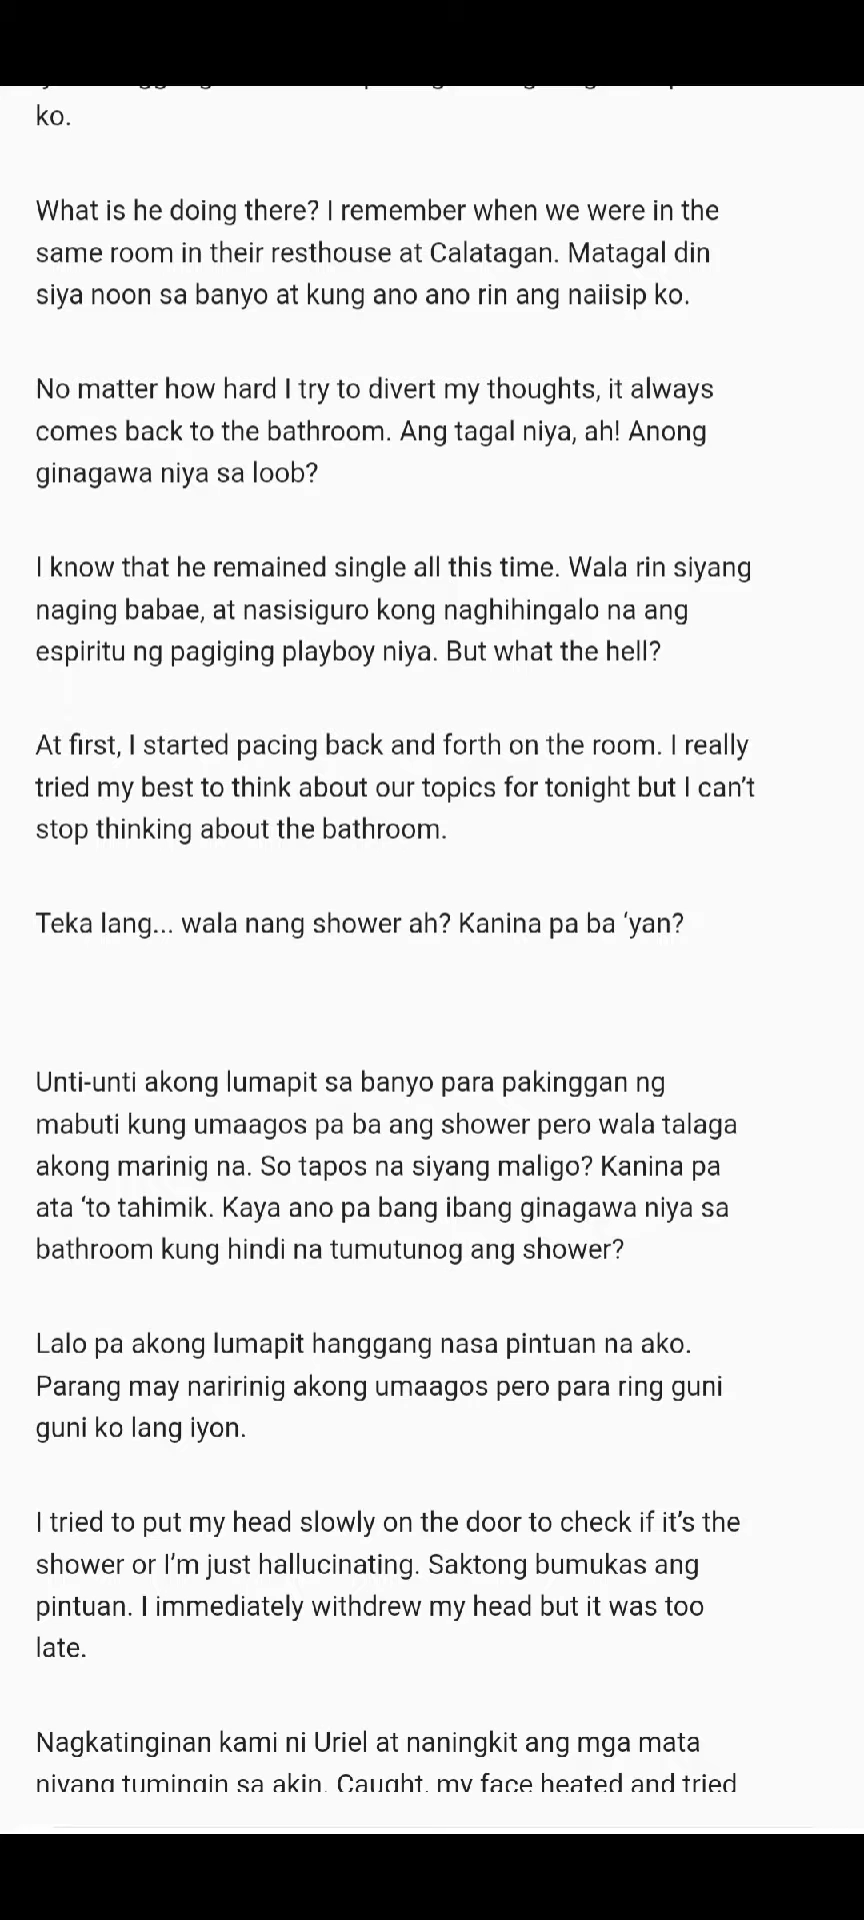 ko.
What is he doing there? I remember when we were in the
same room in their resthouse at Calatagan. Matagal din
siya noon sa banyo at kung ano ano rin ang naiisip ko.
No matter how hard I try to divert my thoughts, it always
comes back to the bathroom. Ang tagal niya, ah! Anong
ginagawa niya sa loob?
I know that he remained single all this time. Wala rin siyang
naging babae, at nasisiguro kong naghihingalo na ang
espiritu ng pagiging playboy niya. But what the hell?
At first, I started pacing back and forth on the room. I really
tried my best to think about our topics for tonight but I can’t
stop thinking about the bathroom.
Teka lang... wala nang shower ah? Kanina pa ba ‘yan?
Unti-unti akong lumapit sa banyo para pakinggan ng
mabuti kung umaagos pa ba ang shower pero wala talaga
akong marinig na. So tapos na siyang maligo? Kanina pa
ata ‘to tahimik. Kaya ano pa bang ibang ginagawa niya sa
bathroom kung hindi na tumutunog ang shower?
Lalo pa akong lumapit hanggang nasa pintuan na ako.
Parang may naririnig akong umaagos pero para ring guni
guni ko lang iyon.
I tried to put my head slowly on the door to check if it’s the
shower or I’m just hallucinating. Saktong bumukas ang
pintuan. I immediately withdrew my head but it was too
late.
Nagkatinginan kami ni Uriel at naningkit ang mga mata
niyang tumingin sa akin. Caught, my face heated and tried